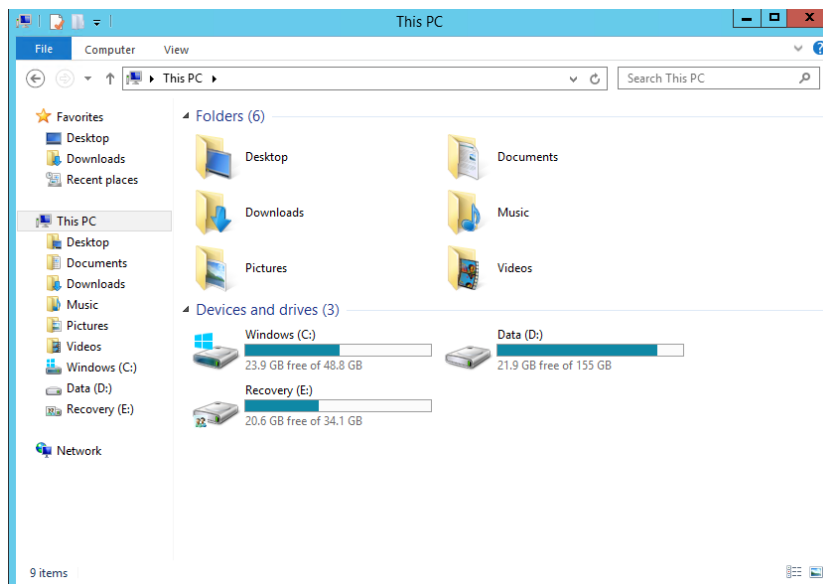 This PC
File Computer View
This PC
Search This PC
Favorites
Desktop
Downloads
Recent places
This PC
Desktop
Documents
Downloads
Music
Pictures
Videos
Windows (C:)
Data (D:)
Recovery (E:)
Network
Folders (6)
Desktop
Documents
Downloads
Music
Pictures
Videos
Devices and drives (3)
Windows (C:)
23.9 GB free of 48.8 GB
Data (D:)
21.9 GB free of 155 GB
Recovery (E:)
20.6 GB free of 34.1 GB
9 items